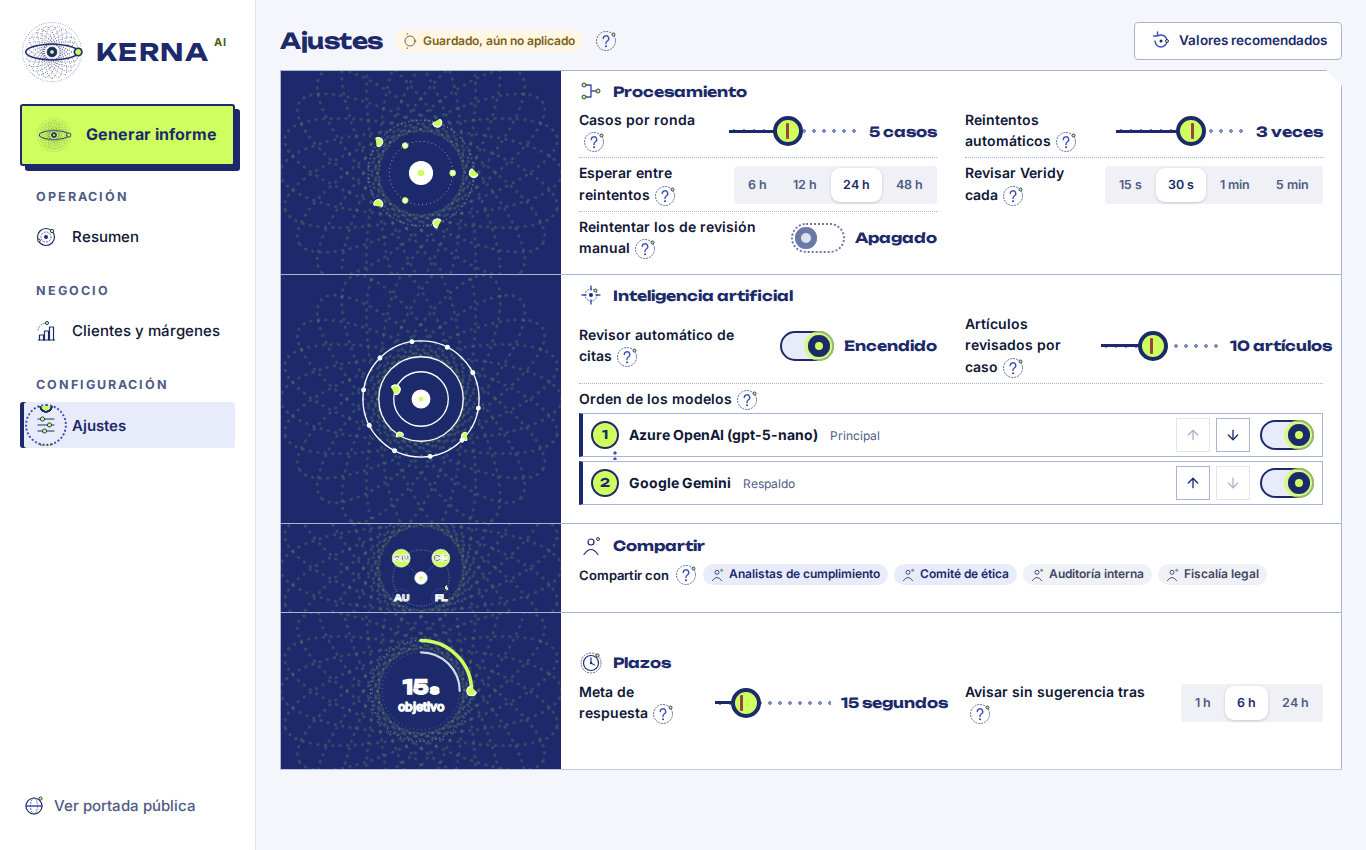 KERNA AI
Generar informe
OPERACIÓN
Resumen
NEGOCIO
Clientes y márgenes
CONFIGURACIÓN
Ajustes
Ver portada pública
Ajustes
Guardado, aún no aplicado
?
Valores recomendados
Procesamiento
Casos por ronda
?
5 casos
Reintentos
automáticos ?
3 veces
Esperar entre
reintentos ?
6 h 12 h 24 h 48 h
Revisar Veridy
cada ?
15 s 30 s 1 min 5 min
Reintentar los de revisión
manual ?
Apagado
Inteligencia artificial
Revisor automático de
citas ?
Encendido
Artículos
revisados por
caso ?
10 artículos
Orden de los modelos ?
1 Azure OpenAI (gpt-5-nano) Principal
2 Google Gemini Respaldo
AU FL
Compartir
Compartir con ? Analistas de cumplimiento Comité de ética Auditoría interna Fiscalía legal
15s
objetivo
Plazos
Meta de
respuesta ?
15 segundos
Avisar sin sugerencia tras
?
1 h 6 h 24 h